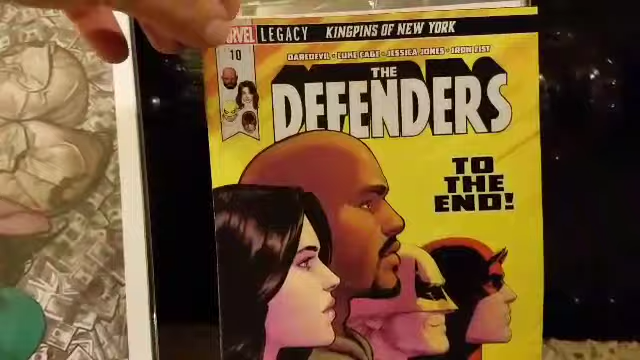 MARVEL LEGACY KINGPINS OF NEW YORK
DAREDEVIL • LUKE CAGE • JESSICA JONES • IRON FIST
10
THE
DEFENDERS
TO
THE
END!